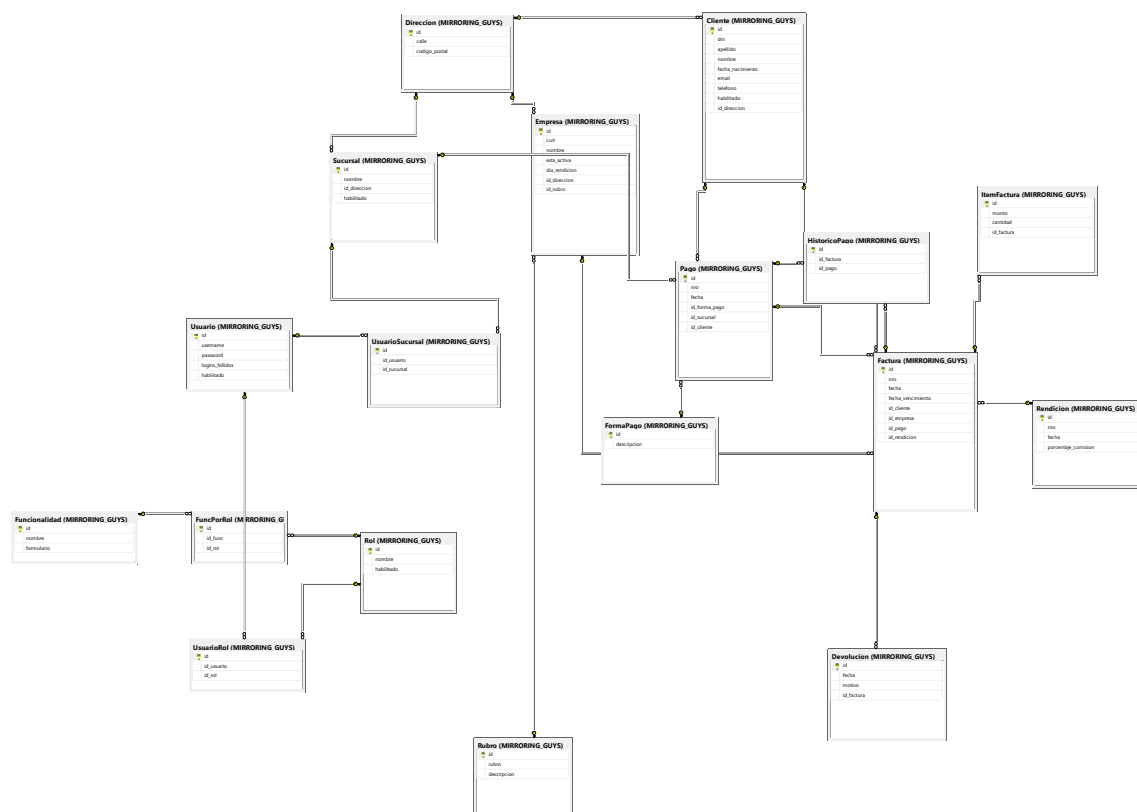 Direccion (MIRRORING_GUYS)
id
calle
codigo_postal
Cliente (MIRRORING_GUYS)
id
dni
apellido
nombre
fecha_nacimiento
email
telefono
habilitado
id_direccion
Empresa (MIRRORING_GUYS)
id
cuit
nombre
esta_activa
dia_rendicion
id_direccion
id_rubro
Sucursal (MIRRORING_GUYS)
id
nombre
id_direccion
habilitado
ItemFactura (MIRRORING_GUYS)
id
monto
cantidad
id_factura
HistoricoPago (MIRRORING_GUYS)
id
id_factura
id_pago
Pago (MIRRORING_GUYS)
id
nro
fecha
id_forma_pago
id_sucursal
id_cliente
Usuario (MIRRORING_GUYS)
id
username
password
logins_fallidos
habilitado
UsuarioSucursal (MIRRORING_GUYS)
id
id_usuario
id_sucursal
Factura (MIRRORING_GUYS)
id
nro
fecha
fecha_vencimiento
id_cliente
id_empresa
id_pago
id_rendicion
Rendicion (MIRRORING_GUYS)
id
nro
fecha
porcentaje_comision
FormaPago (MIRRORING_GUYS)
id
descripcion
Funcionalidad (MIRRORING_GUYS)
id
nombre
formulario
FuncPorRol (MIRRORING_G
id
id_func
id_rol
Rol (MIRRORING_GUYS)
id
nombre
habilitado
UsuarioRol (MIRRORING_GUYS)
id
id_usuario
id_rol
Devolucion (MIRRORING_GUYS)
id
fecha
motivo
id_factura
Rubro (MIRRORING_GUYS)
id
rubro
descripcion